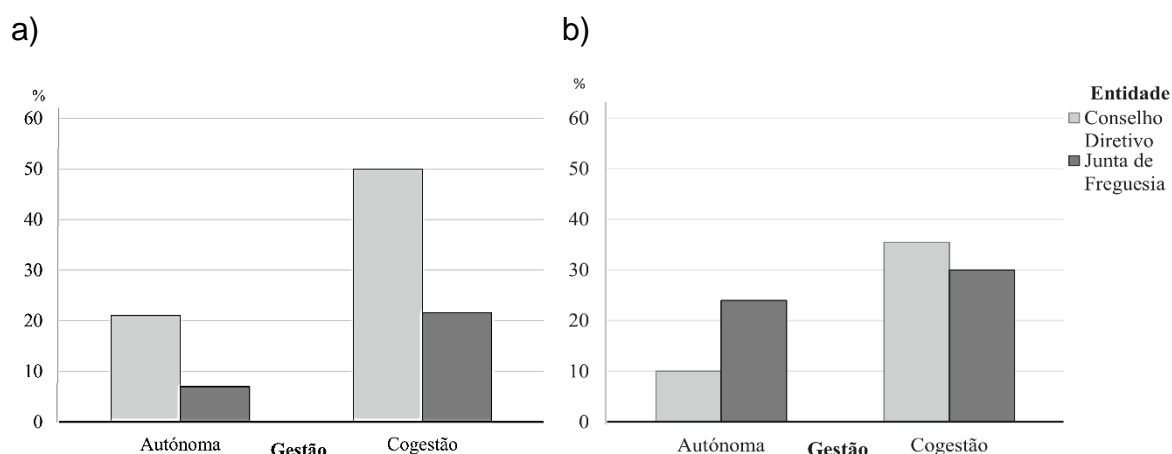 a)
%
60
50
40
30
20
10
0
Autónoma
Gestão
Cogestão
b)
%
60
50
40
30
20
10
0
Autónoma
Gestão
Cogestão
Entidade
Conselho
Diretivo
Junta de
Freguesia